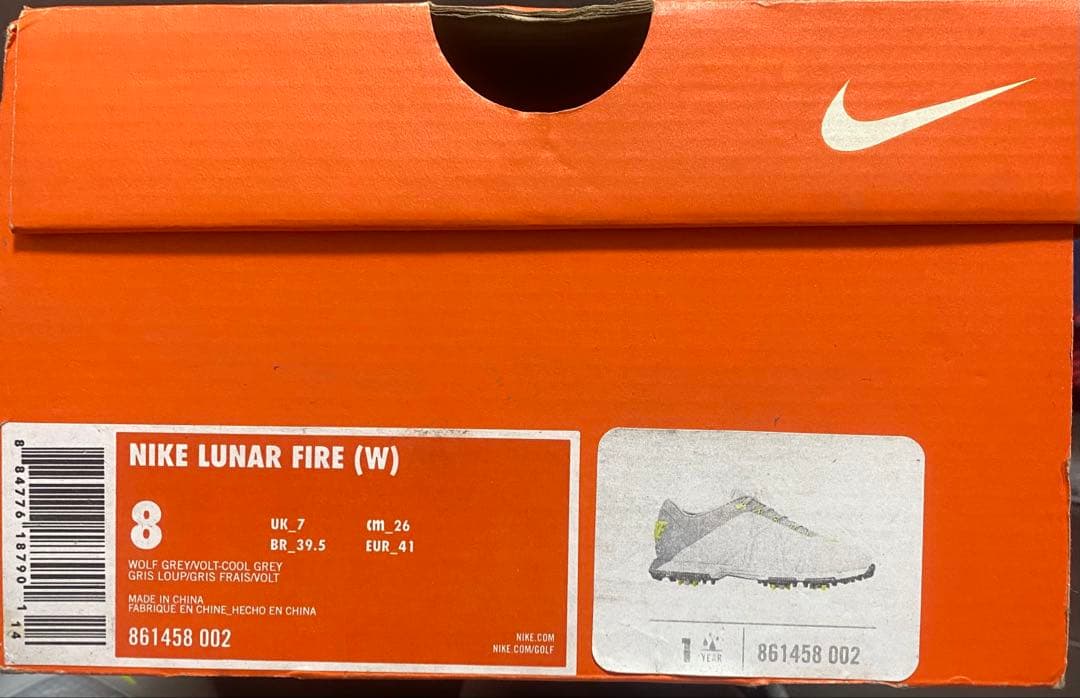 NIKE LUNAR FIRE (W)
8
UK_7
cm_26
BR_39.5
EUR_41
WOLF GREY/VOLT-COOL GREY
GRIS LOUP/GRIS FRAIS/VOLT
MADE IN CHINA
FABRIQUE EN CHINE_HECHO EN CHINA
861458 002
NIKE.COM
NIKE.COM/GOLF
8 84776 18790 1 14
1 YEAR
861458 002